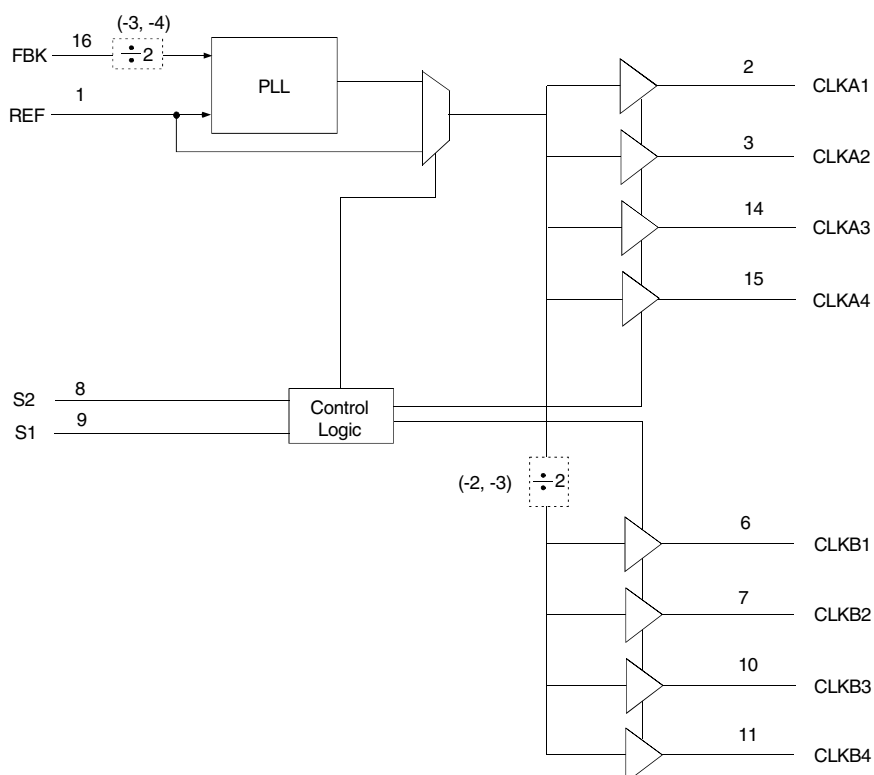 (-3, -4)
FBK 16 ÷2
PLL
REF 1
2 CLKA1
3 CLKA2
14 CLKA3
15 CLKA4
S2 8
S1 9
Control
Logic
(-2, -3) ÷2
6 CLKB1
7 CLKB2
10 CLKB3
11 CLKB4